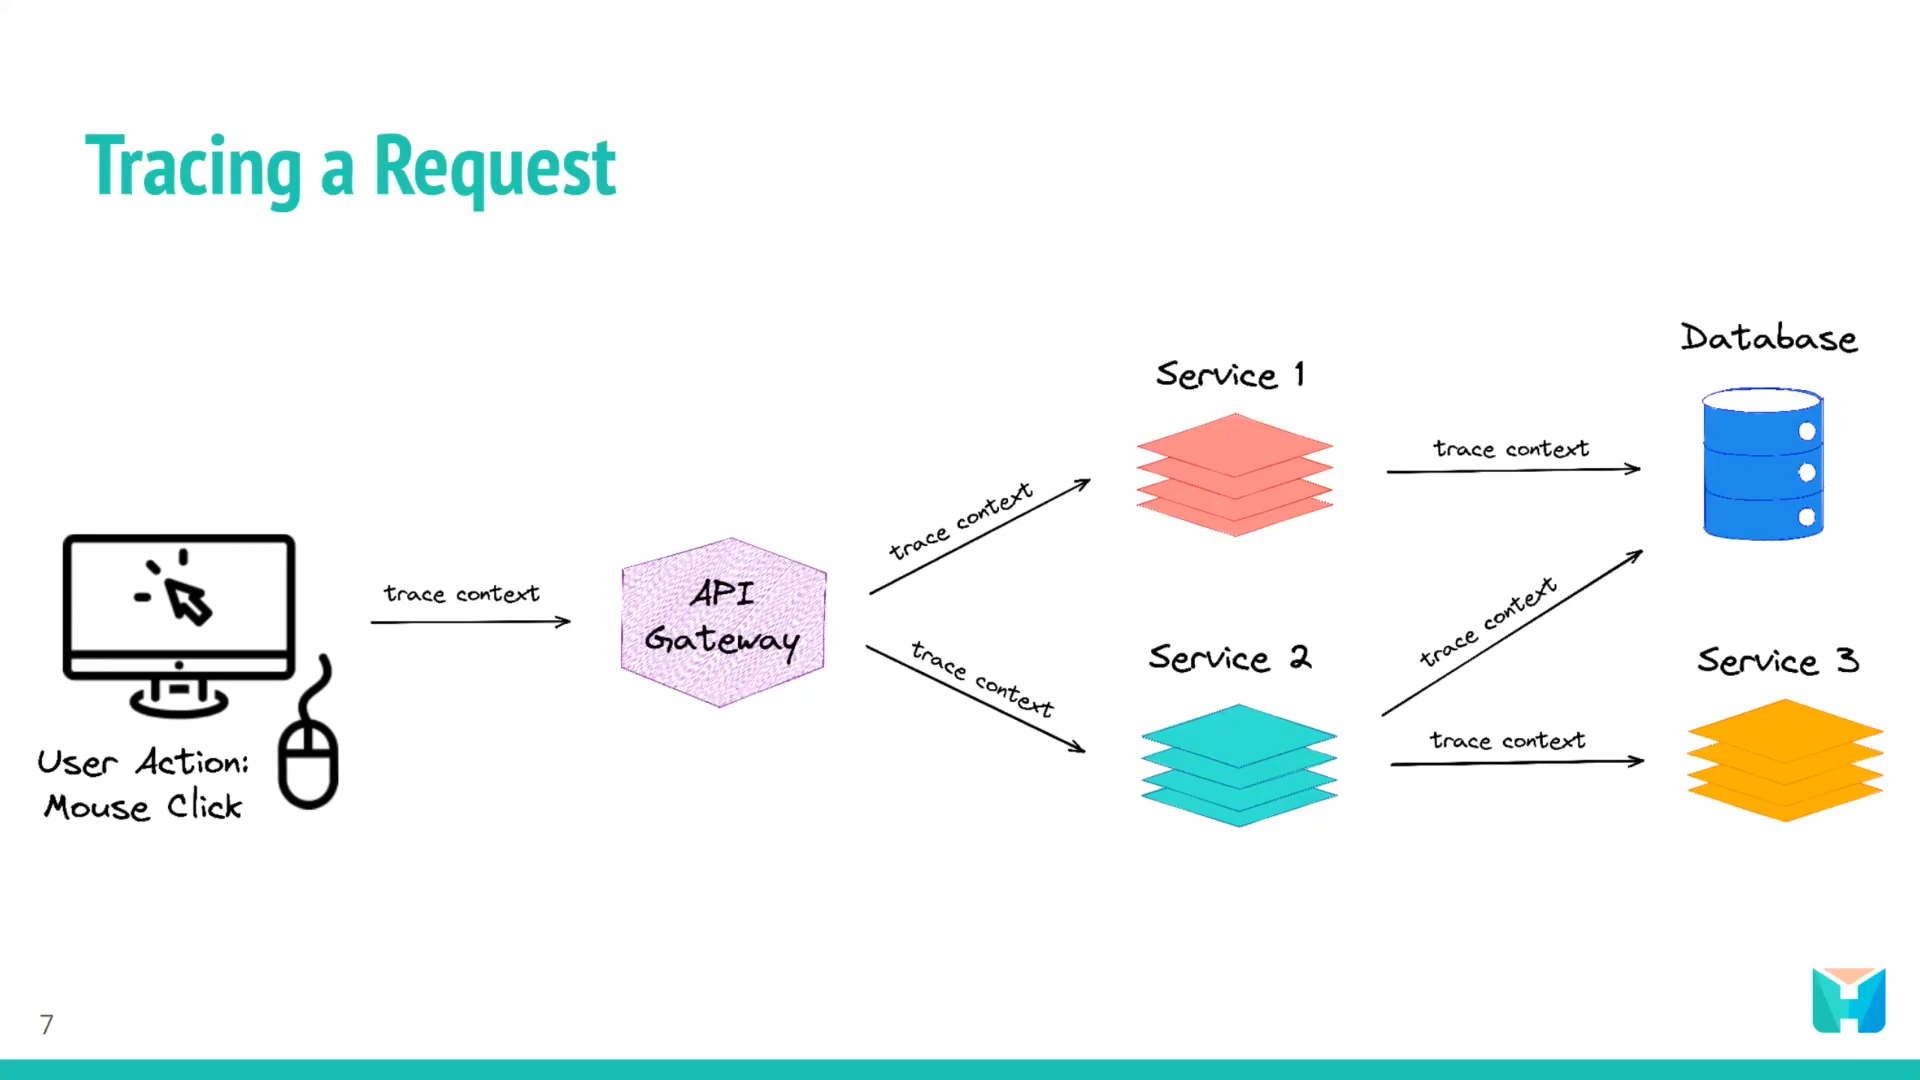 Tracing a Request
User Action:
Mouse Click
trace context
API
Gateway
trace context
trace context
Service 1
Service 2
trace context
trace context
trace context
Database
Service 3
7